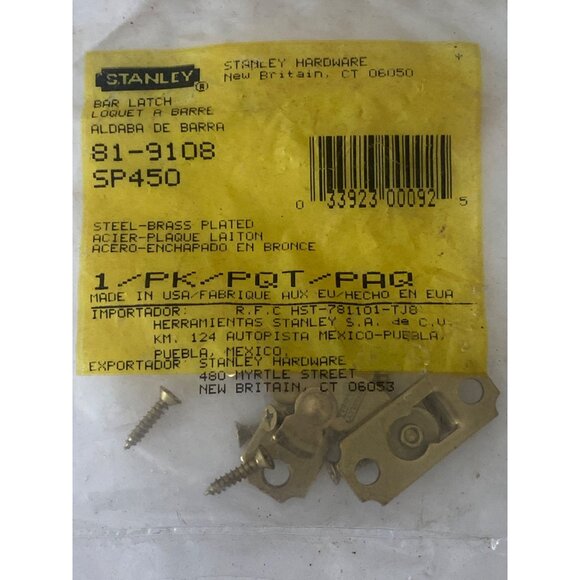 STANLEY®
STANLEY HARDWARE
New Britain, CT 06050
BAR LATCH
LOQUET A BARRE
ALDABA DE BARRA
81-9108
SP450
0 33923 00092 5
STEEL-BRASS PLATED
ACIER-PLAQUE LAITON
ACERO-ENCHAPADO EN BRONCE
1/PK/PQT/PAQ
MADE IN USA/FABRIQUE AUX EU/HECHO EN EUA
IMPORTADOR: R.F.C HST-781101-TJ8
HERRAMIENTAS STANLEY S.A. de C.V.
KM. 124 AUTOPISTA MEXICO-PUEBLA,
PUEBLA, MEXICO.
EXPORTADOR: STANLEY HARDWARE
480 MYRTLE STREET
NEW BRITAIN, CT 06053